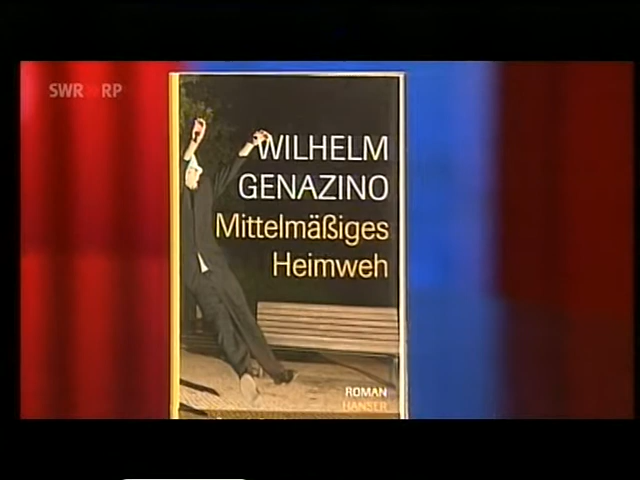 SWR» RP
WILHELM
GENAZINO
Mittelmäßiges
Heimweh
ROMAN
HANSER